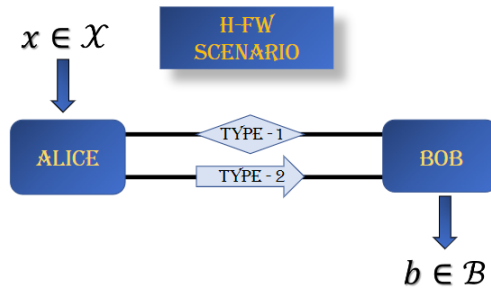 x ∈ 𝒳
H-FW
SCENARIO
ALICE
TYPE - 1
TYPE - 2
BOB
b ∈ ℬ